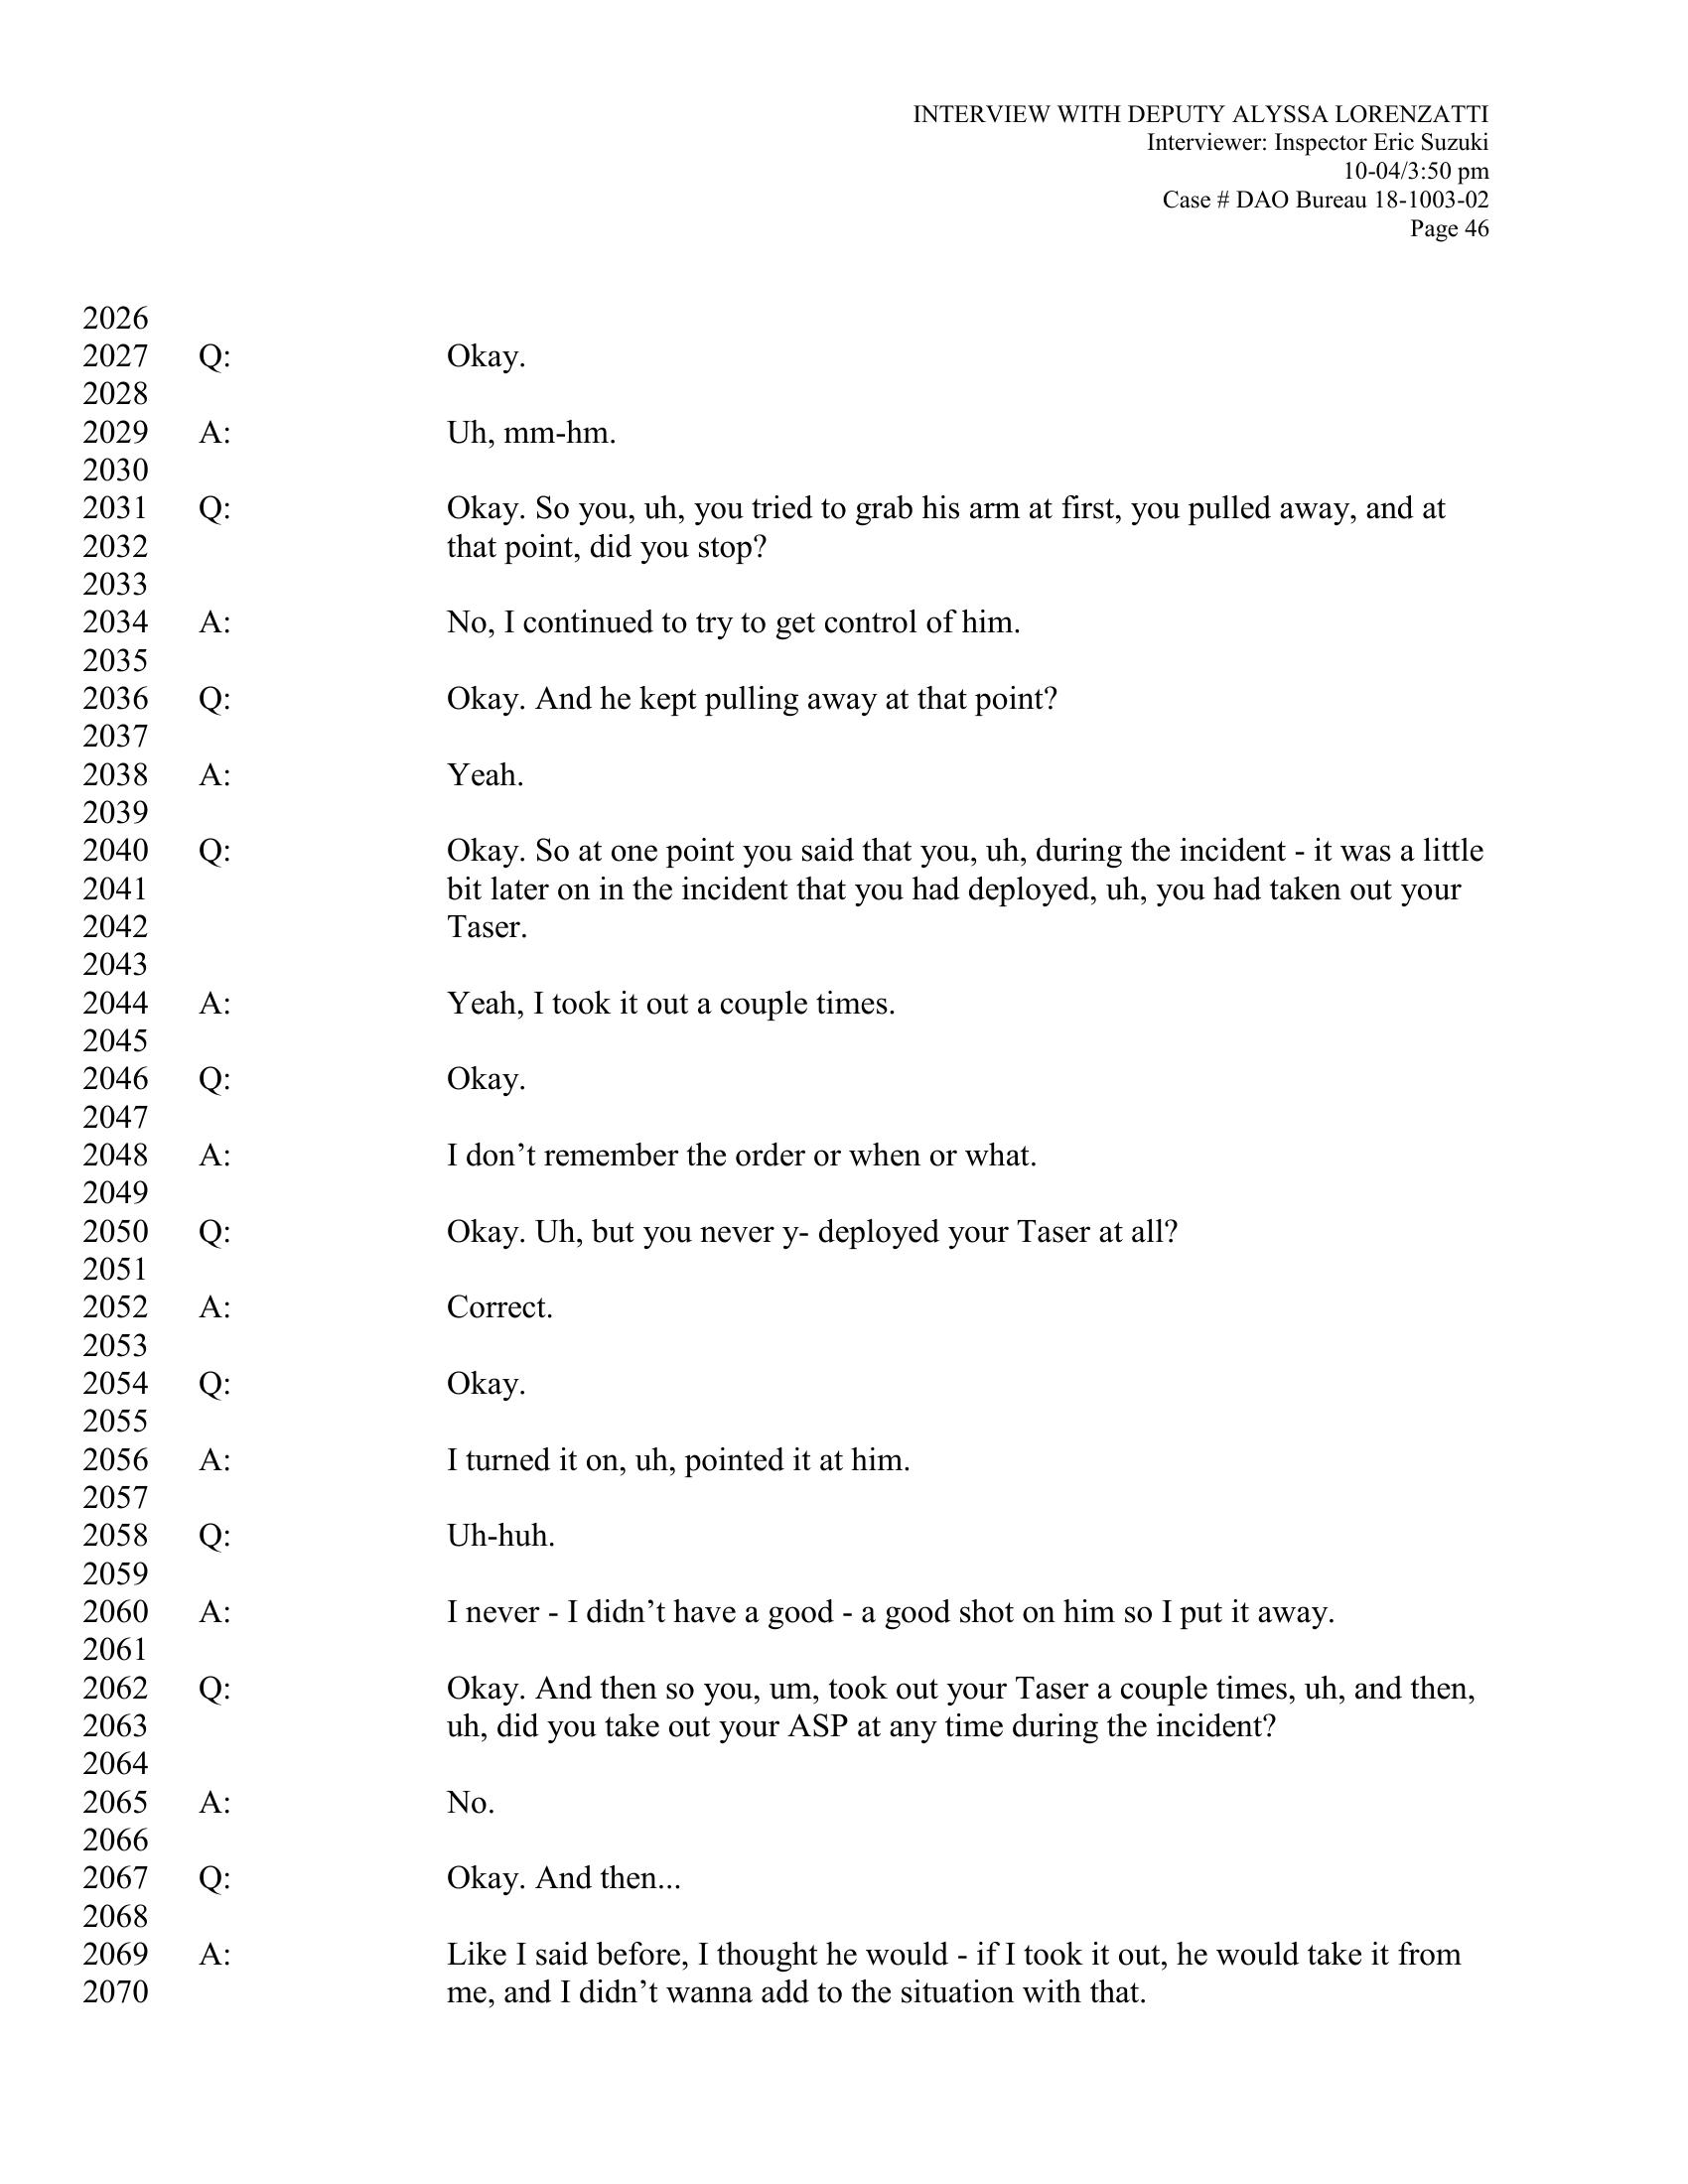 INTERVIEW WITH DEPUTY ALYSSA LORENZATTI
Interviewer: Inspector Eric Suzuki
10-04/3:50 pm
Case # DAO Bureau 18-1003-02
Page 46
2026
2027 Q: Okay.
2028
2029 A: Uh, mm-hm.
2030
2031 Q: Okay. So you, uh, you tried to grab his arm at first, you pulled away, and at
2032 that point, did you stop?
2033
2034 A: No, I continued to try to get control of him.
2035
2036 Q: Okay. And he kept pulling away at that point?
2037
2038 A: Yeah.
2039
2040 Q: Okay. So at one point you said that you, uh, during the incident - it was a little
2041 bit later on in the incident that you had deployed, uh, you had taken out your
2042 Taser.
2043
2044 A: Yeah, I took it out a couple times.
2045
2046 Q: Okay.
2047
2048 A: I don’t remember the order or when or what.
2049
2050 Q: Okay. Uh, but you never y- deployed your Taser at all?
2051
2052 A: Correct.
2053
2054 Q: Okay.
2055
2056 A: I turned it on, uh, pointed it at him.
2057
2058 Q: Uh-huh.
2059
2060 A: I never - I didn’t have a good - a good shot on him so I put it away.
2061
2062 Q: Okay. And then so you, um, took out your Taser a couple times, uh, and then,
2063 uh, did you take out your ASP at any time during the incident?
2064
2065 A: No.
2066
2067 Q: Okay. And then...
2068
2069 A: Like I said before, I thought he would - if I took it out, he would take it from
2070 me, and I didn’t wanna add to the situation with that.